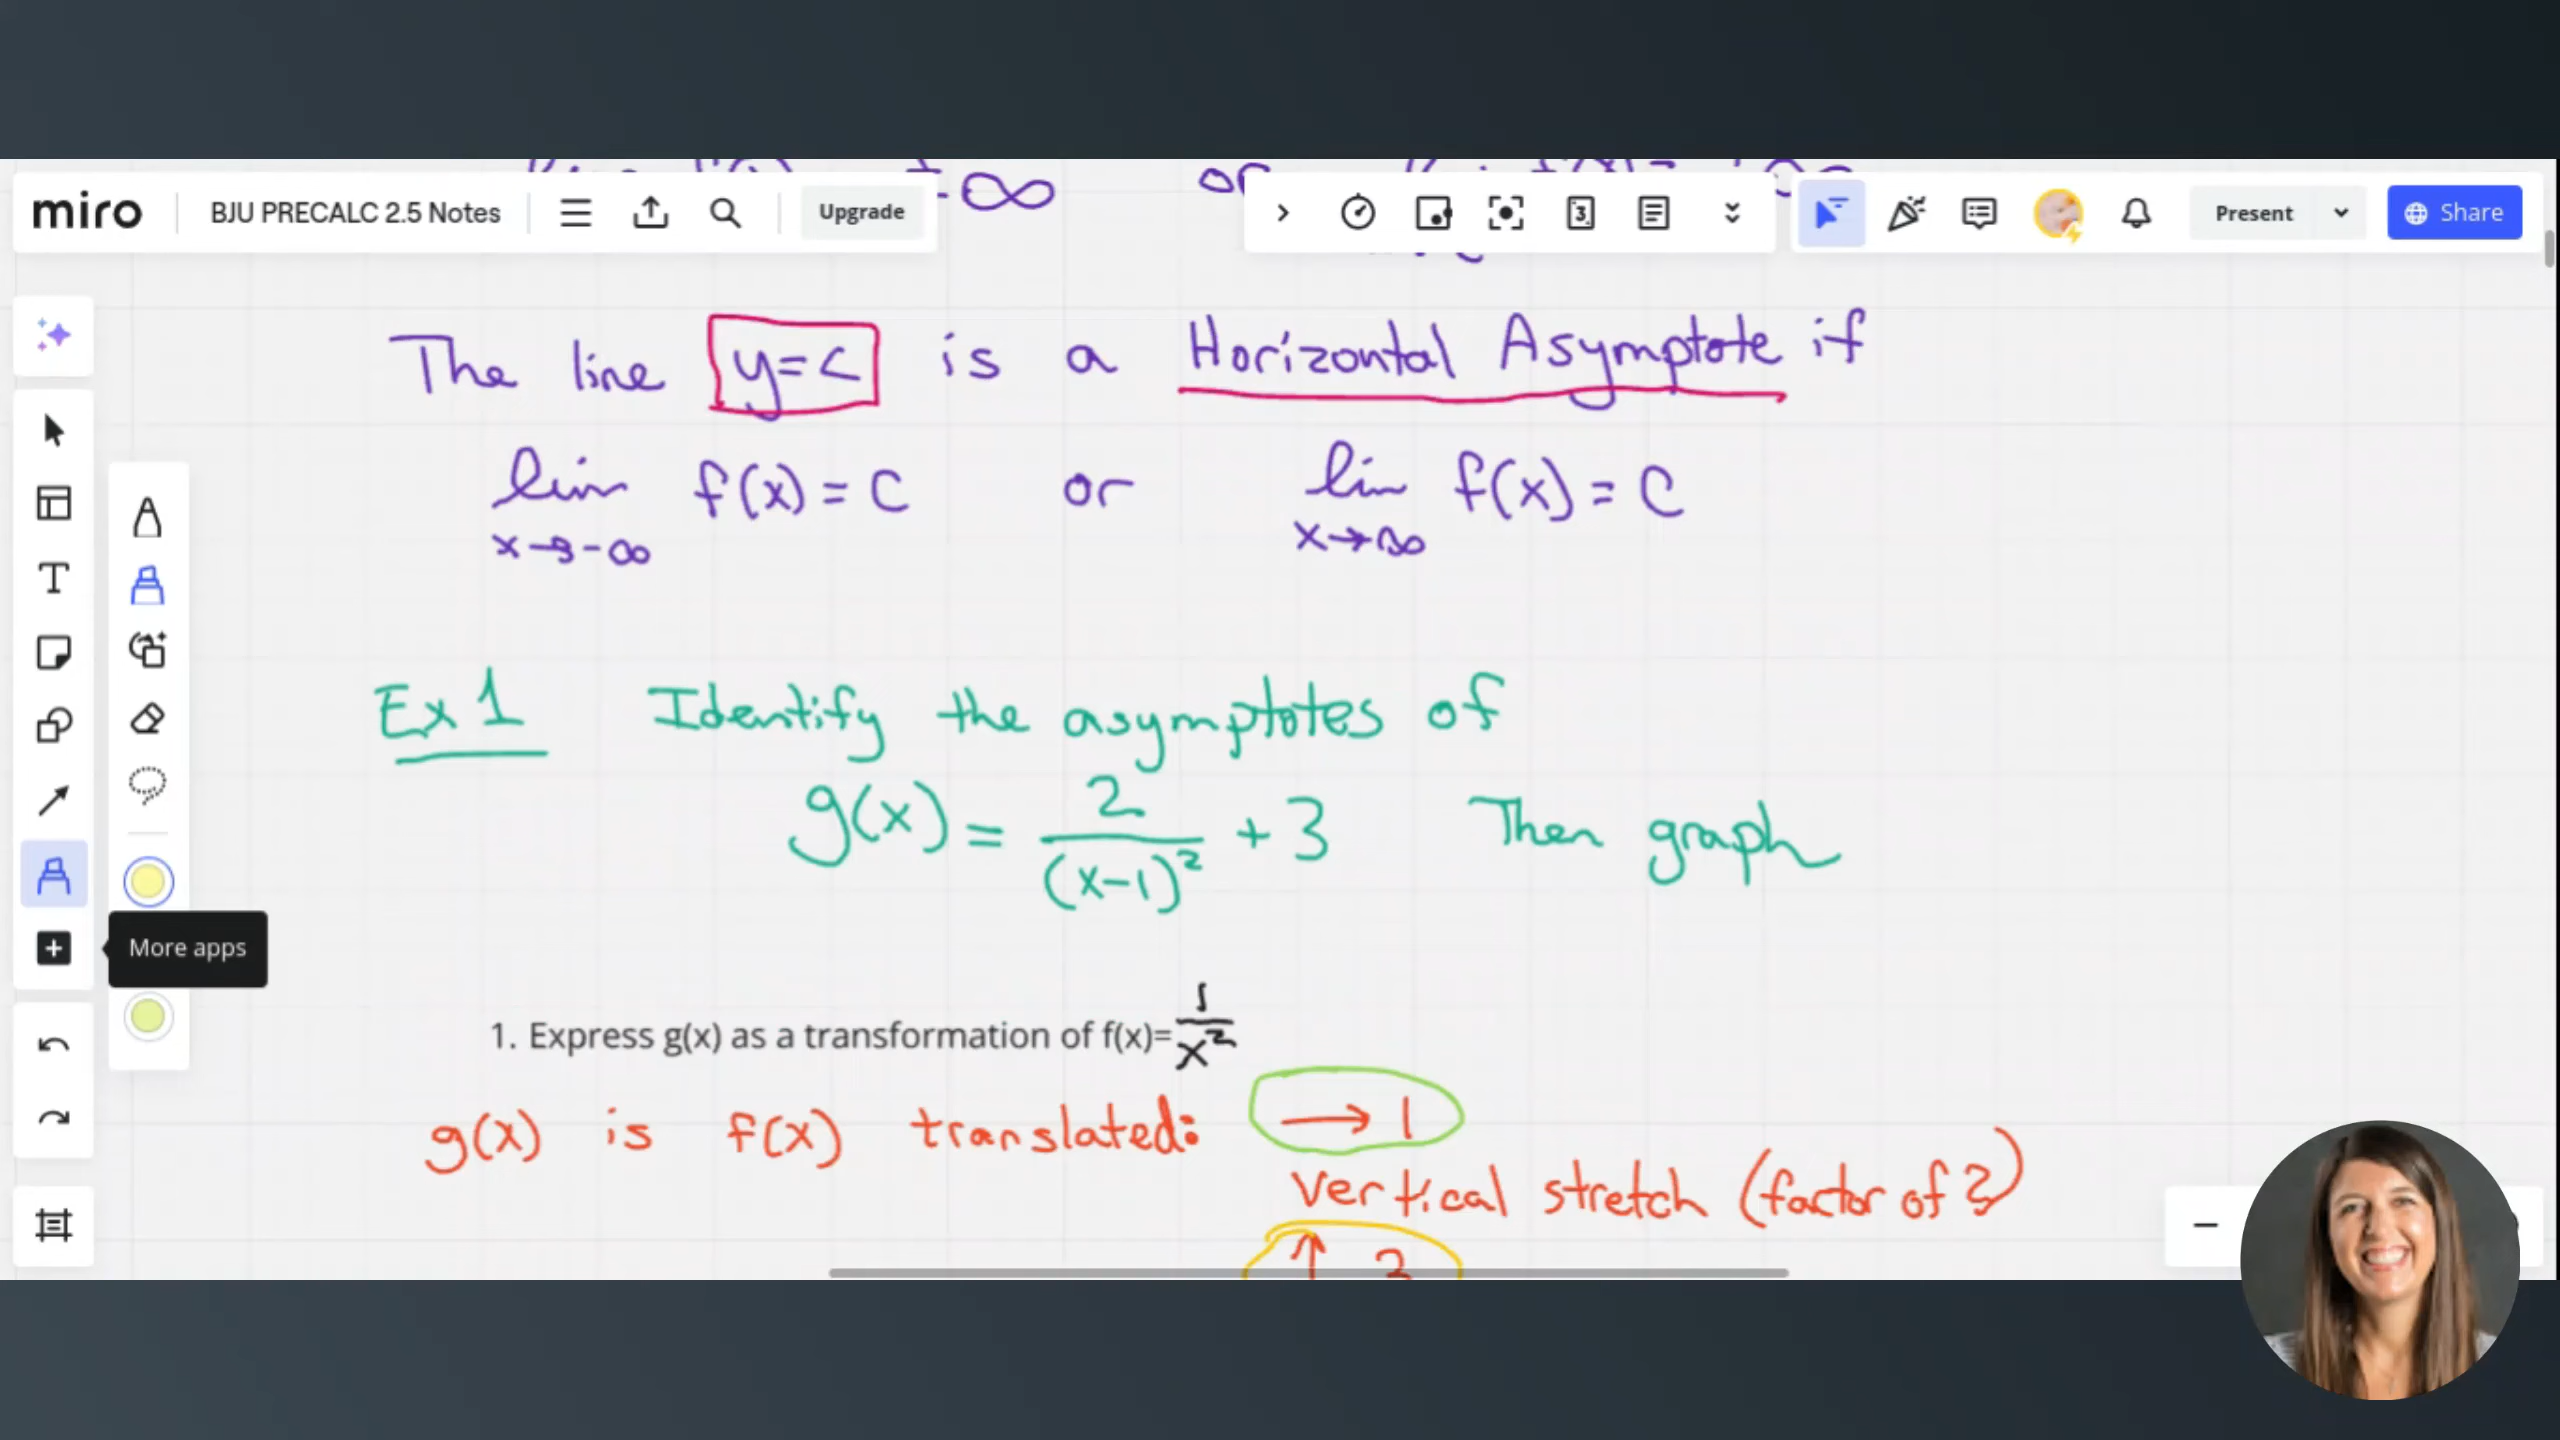 miro BJU PRECALC 2.5 Notes Upgrade Present Share
∞ or
The line y=c is a Horizontal Asymptote if
lim f(x) = c or lim f(x) = c
x→-∞ x→∞
Ex 1 Identify the asymptotes of
g(x) = 2/(x-1)² + 3 Then graph
More apps
1. Express g(x) as a transformation of f(x)= 1/x²
g(x) is f(x) translated: → 1
vertical stretch (factor of 2)
↑